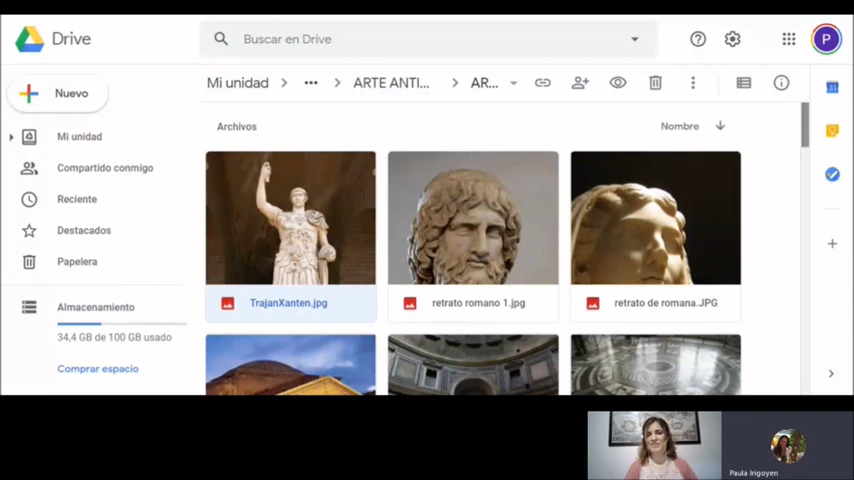 Drive
Buscar en Drive
P
Nuevo
Mi unidad
ARTE ANTI...
AR...
31
Mi unidad
Compartido conmigo
Reciente
Destacados
Papelera
Almacenamiento
34,4 GB de 100 GB usado
Comprar espacio
Archivos
Nombre
TrajanXanten.jpg
retrato romano 1.jpg
retrato de romana.JPG
Paula Irigoyen